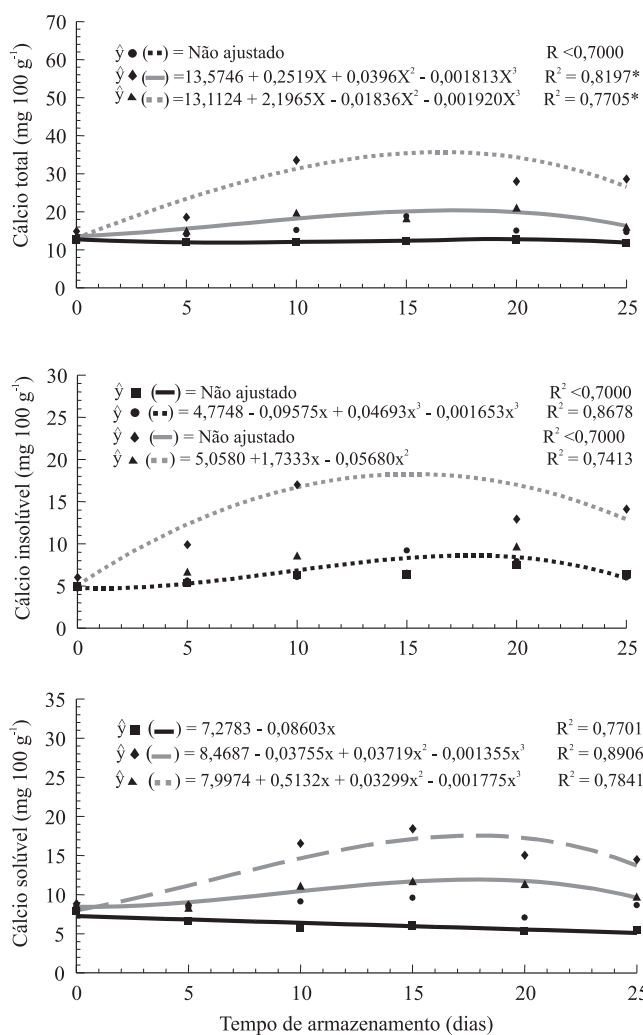 70
60
50
40
30
20
10
0
Cálcio total (mg 100 g⁻¹)
ŷ ● (▪▪▪) = Não ajustado R <0,7000
ŷ ♦ (—) =13,5746 + 0,2519X + 0,0396X² - 0,001813X³ R² = 0,8197*
ŷ ▲ (▪▪▪) =13,1124 + 2,1965X - 0,01836X² - 0,001920X³ R² = 0,7705*
0 5 10 15 20 25
30
25
20
15
10
5
0
Cálcio insolúvel (mg 100 g⁻¹)
ŷ ■ (—) = Não ajustado R² <0,7000
ŷ ● (▪▪▪) = 4,7748 - 0,09575x + 0,04693x³ - 0,001653x³ R² = 0,8678
ŷ ♦ (—) = Não ajustado R² <0,7000
ŷ ▲ (▪▪▪) = 5,0580 +1,7333x - 0,05680x² R² = 0,7413
0 5 10 15 20 25
35
30
25
20
15
10
5
0
Cálcio solúvel (mg 100 g⁻¹)
ŷ ■ (—) = 7,2783 - 0,08603x R² = 0,7701
ŷ ♦ (—) = 8,4687 - 0,03755x + 0,03719x² - 0,001355x³ R² = 0,8906
ŷ ▲ (▪▪) = 7,9974 + 0,5132x + 0,03299x² - 0,001775x³ R² = 0,7841
0 5 10 15 20 25
Tempo de armazenamento (dias)